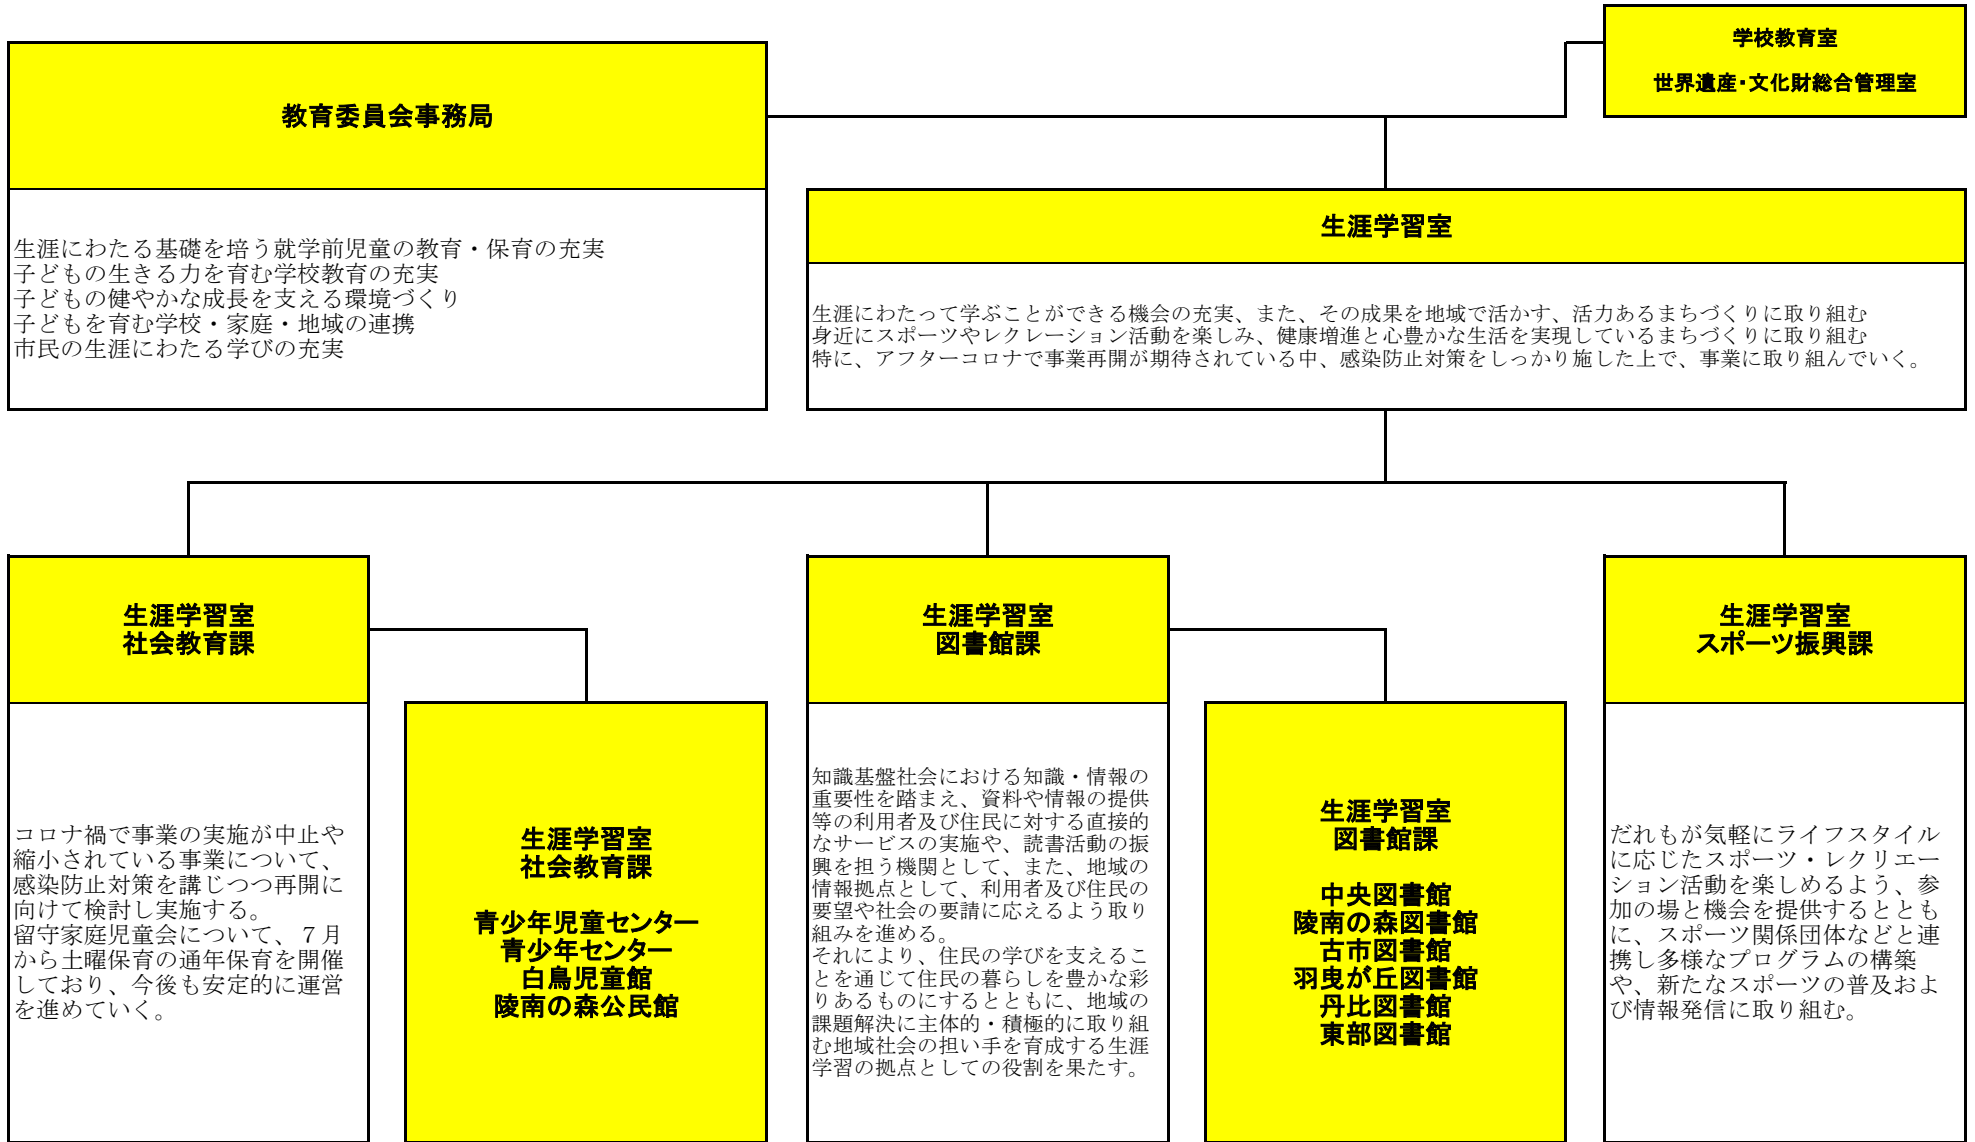 学校教育室
世界遺産・文化財総合管理室
教育委員会事務局
生涯にわたる基礎を培う就学前児童の教育・保育の充実
子どもの生きる力を育む学校教育の充実
子どもの健やかな成長を支える環境づくり
子どもを育む学校・家庭・地域の連携
市民の生涯にわたる学びの充実
生涯学習室
生涯にわたって学ぶことができる機会の充実、また、その成果を地域で活かす、活力あるまちづくりに取り組む
身近にスポーツやレクレーション活動を楽しみ、健康増進と心豊かな生活を実現しているまちづくりに取り組む
特に、アフターコロナで事業再開が期待されている中、感染防止対策をしっかり施した上で、事業に取り組んでいく。
生涯学習室
社会教育課
コロナ禍で事業の実施が中止や
縮小されている事業について、
感染防止対策を講じつつ再開に
向けて検討し実施する。
留守家庭児童会について、７月
から土曜保育の通年保育を開催
しており、今後も安定的に運営
を進めていく。
生涯学習室
社会教育課
青少年児童センター
青少年センター
白鳥児童館
陵南の森公民館
生涯学習室
図書館課
知識基盤社会における知識・情報の
重要性を踏まえ、資料や情報の提供
等の利用者及び住民に対する直接的
なサービスの実施や、読書活動の振
興を担う機関として、また、地域の
情報拠点として、利用者及び住民の
要望や社会の要請に応えるよう取り
組みを進める。
それにより、住民の学びを支えるこ
とを通じて住民の暮らしを豊かな彩
りあるものにするとともに、地域の
課題解決に主体的・積極的に取り組
む地域社会の担い手を育成する生涯
学習の拠点としての役割を果たす。
生涯学習室
図書館課
中央図書館
陵南の森図書館
古市図書館
羽曳が丘図書館
丹比図書館
東部図書館
生涯学習室
スポーツ振興課
だれもが気軽にライフスタイル
に応じたスポーツ・レクリエー
ション活動を楽しめるよう、参
加の場と機会を提供するととも
に、スポーツ関係団体などと連
携し多様なプログラムの構築
や、新たなスポーツの普及およ
び情報発信に取り組む。